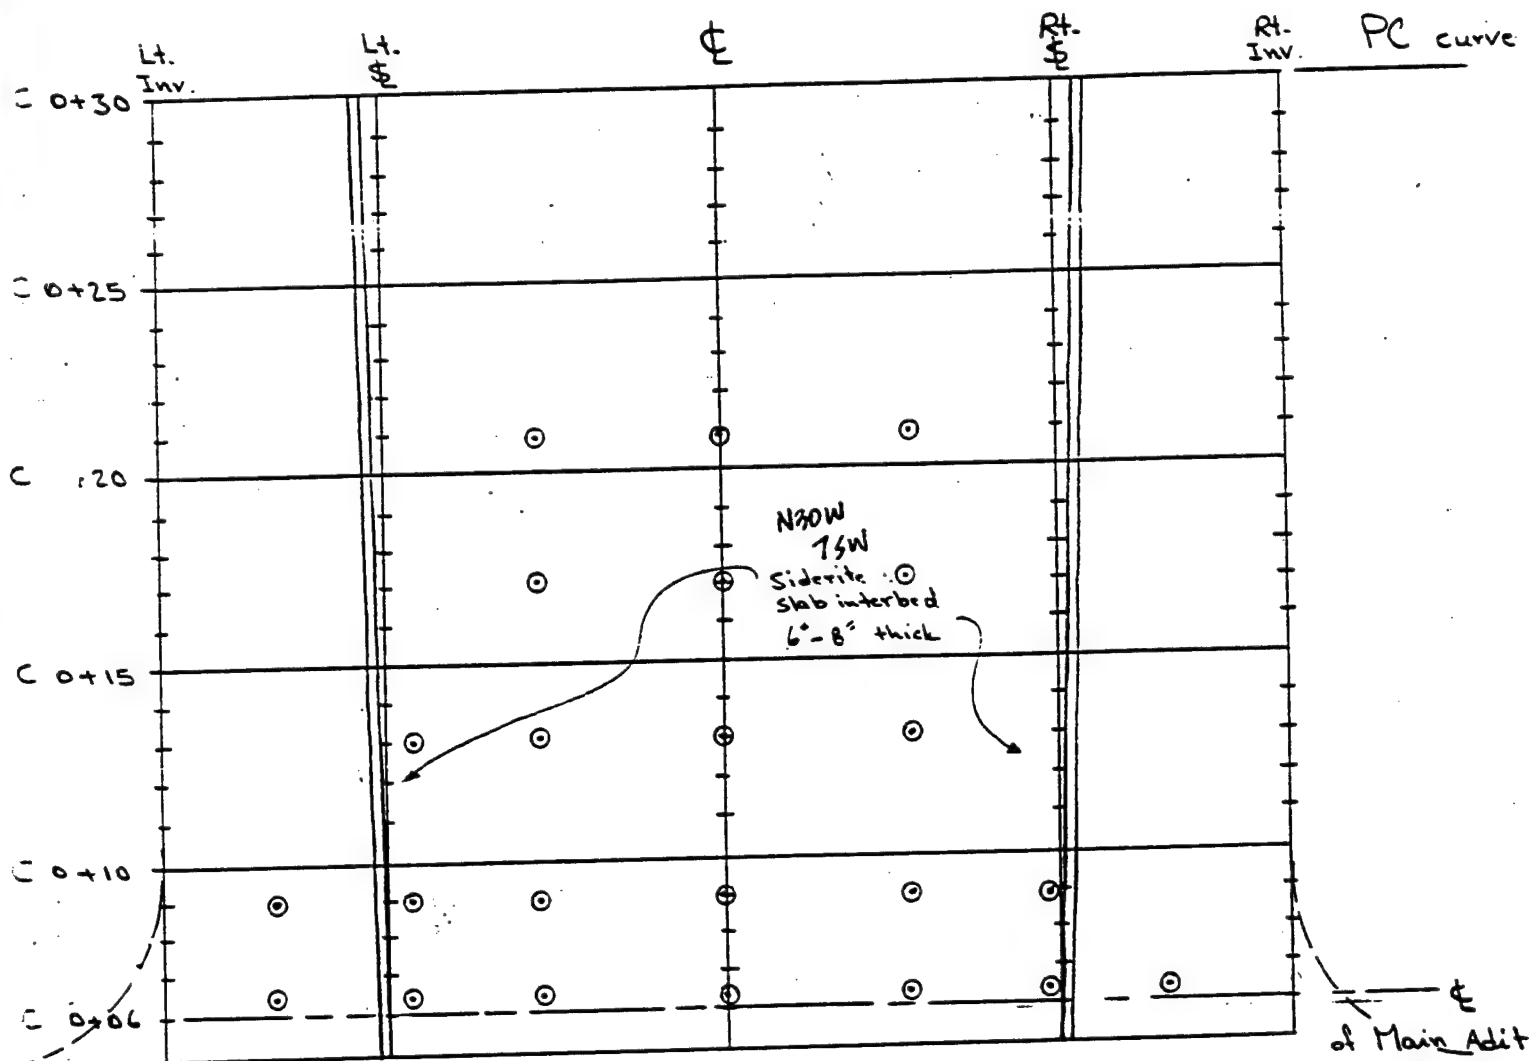 Lt.
Inv.
Lt.
℄
Rt.
Rt.
Inv.
PC curve
C 0+30
C 0+25
C +20
N30W
75W
Siderite
slab interbed
6"-8" thick
C 0+15
C 0+10
C 0+06
℄
of Main Adit